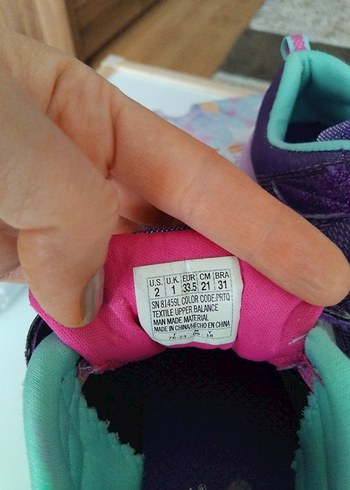 U.S. U.K. EUR CM BRA
2 1 33.5 21 31
SN 81459L COLOR CODE.PRTQ
TEXTILE UPPER BALANCE
MAN MADE MATERIAL
MADE IN CHINA/HECHO EN CHINA